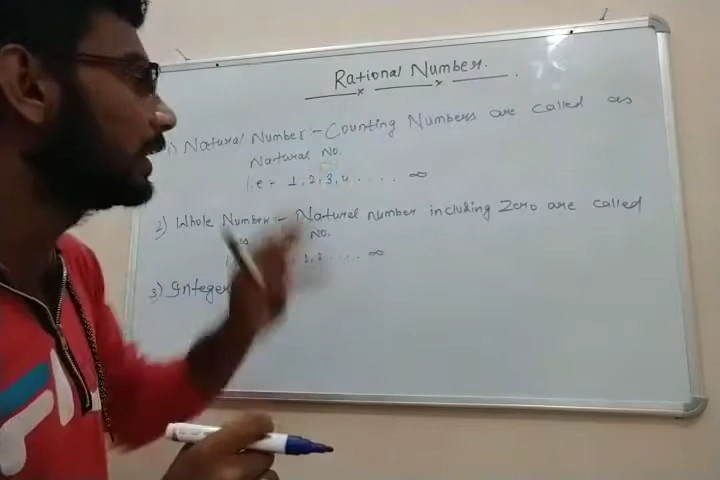 Rational Number.
1) Natural Number :- Counting Numbers are called as
Natural No.
i.e = 1, 2, 3, 4 . . . . . ∞
2) Whole Number :- Natural number including Zero are called
as No.
1, 2 . . . . ∞
3) Integer